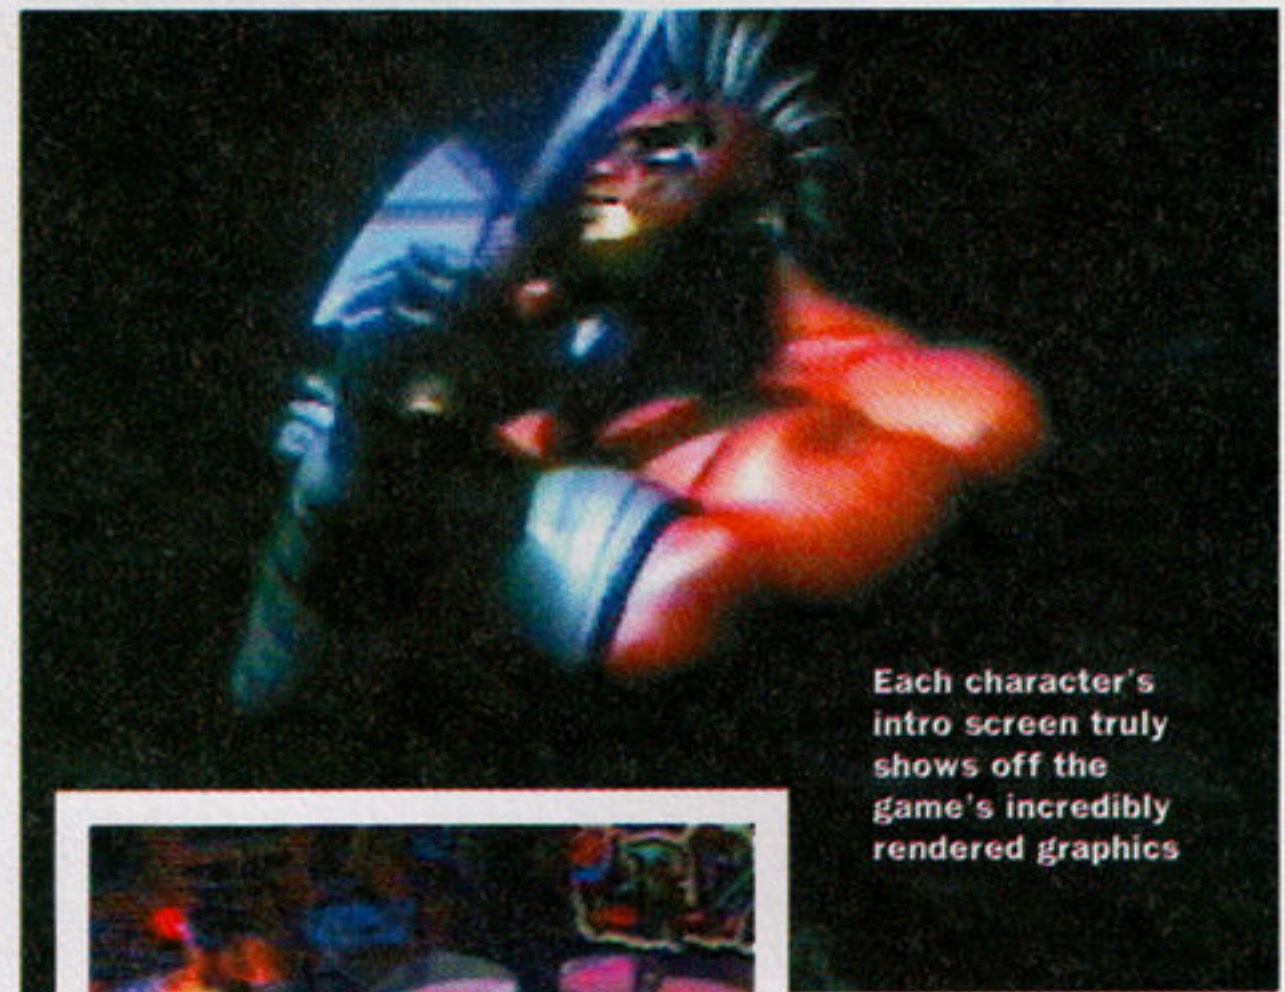 Each character's
intro screen truly
shows off the
game's incredibly
rendered graphics